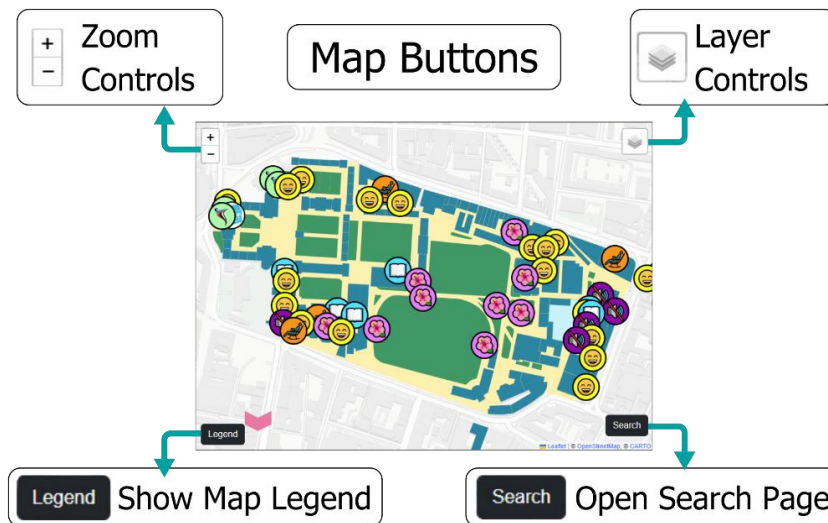 +
−
Zoom
Controls
Map Buttons
Layer
Controls
+
−
Legend
Search
Leaflet | © OpenStreetMap, © CARTO
Legend
Show Map Legend
Search
Open Search Page